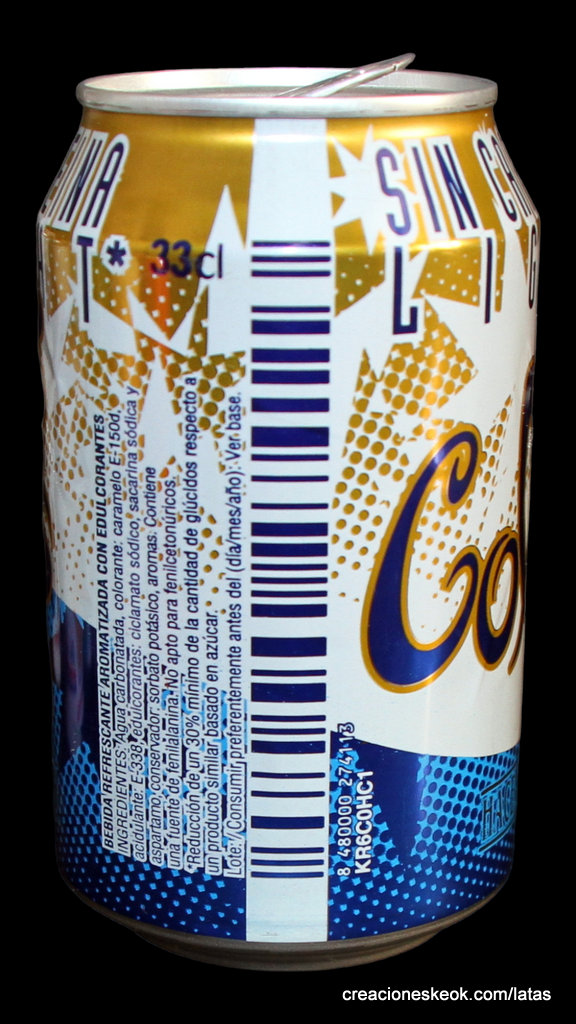 EINA
T*
33cl
SIN CA
LIC
Co
BEBIDA REFRESCANTE AROMATIZADA CON EDULCORANTES
INGREDIENTES: Agua carbonatada, colorante: caramelo E-150d,
acidulante: E-338, edulcorantes: ciclamato sódico, sacarina sódica y
conservador: sorbato potásico, aromas. Contiene
una fuente de fenilalanina. No apto para fenilcetonúricos.
*Reducción de un 30% mínimo de la cantidad de glúcidos respecto a
un producto similar basado en azúcar.
Lote:/Consumir preferentemente antes del (día/mes/año): Ver base.
8 480000 274113
KR6C0HC1
creacioneskeok.com/latas